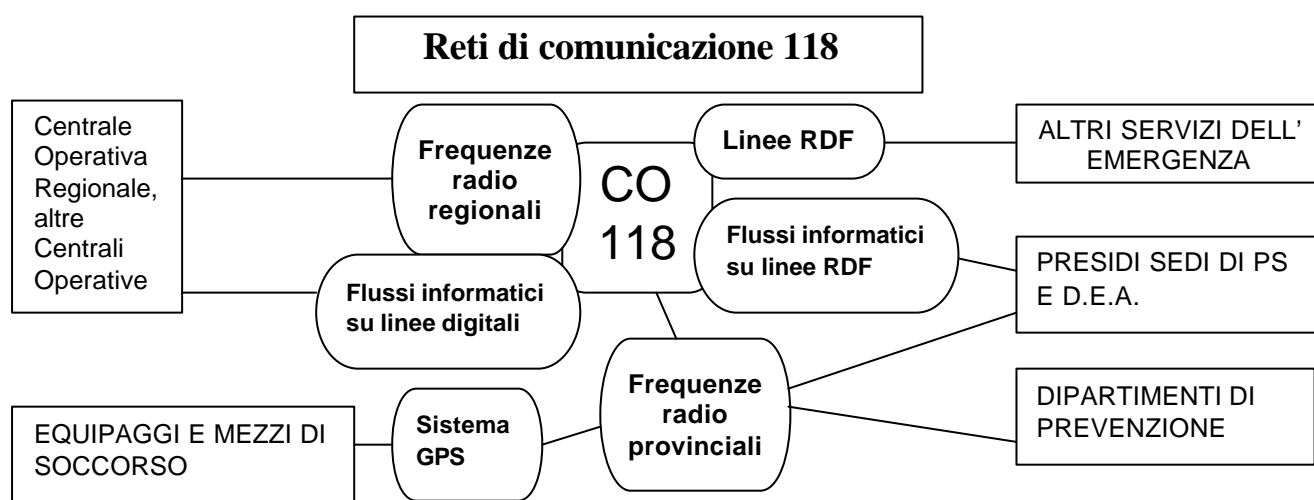 Reti di comunicazione 118
Centrale
Operativa
Regionale,
altre
Centrali
Operative
Frequenze
radio
regionali
CO
118
Linee RDF
ALTRI SERVIZI DELL'
EMERGENZA
Flussi informatici
su linee RDF
Flussi informatici
su linee digitali
PRESIDI SEDI DI PS
E D.E.A.
EQUIPAGGI E MEZZI DI
SOCCORSO
Sistema
GPS
Frequenze
radio
provinciali
DIPARTIMENTI DI
PREVENZIONE